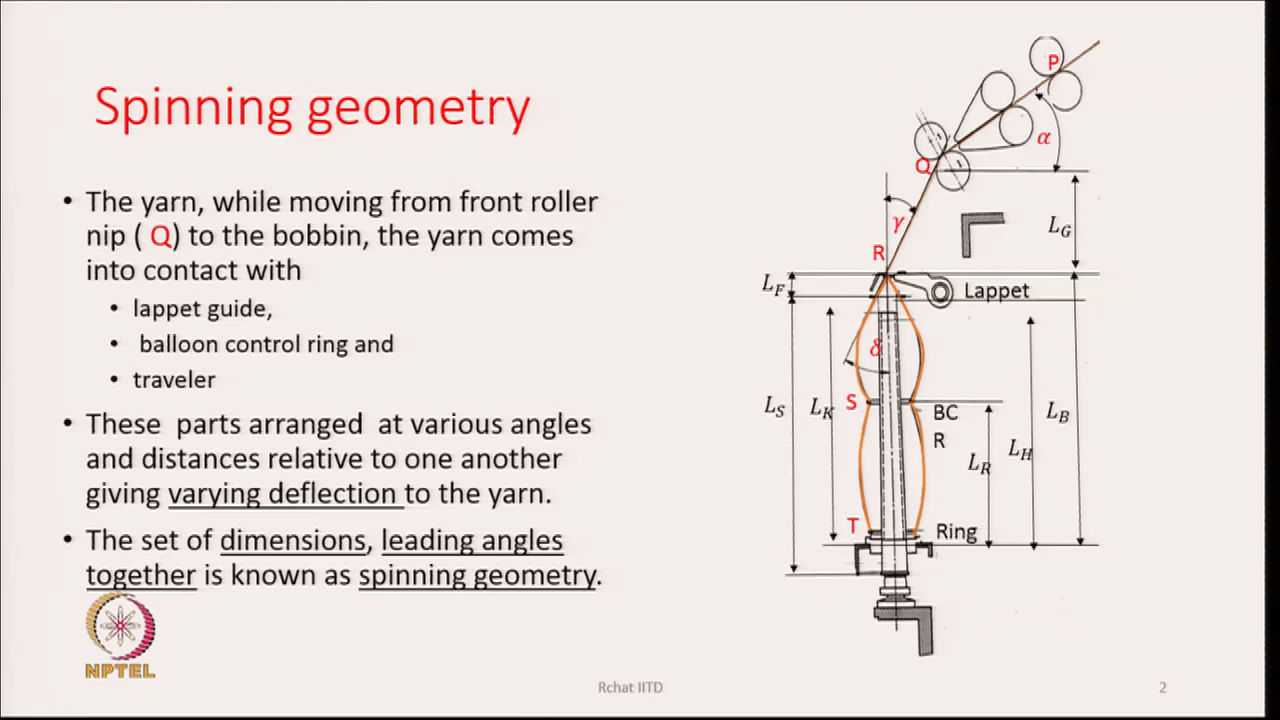 Spinning geometry
• The yarn, while moving from front roller
nip ( Q) to the bobbin, the yarn comes
into contact with
• lappet guide,
• balloon control ring and
• traveler
• These parts arranged at various angles
and distances relative to one another
giving varying deflection to the yarn.
• The set of dimensions, leading angles
together is known as spinning geometry.
P
α
Q
γ
L_G
R
L_F
Lappet
δ
L_S
L_K
S
BC
R
L_B
L_H
L_R
T
Ring
NPTEL
Rchat IITD
2